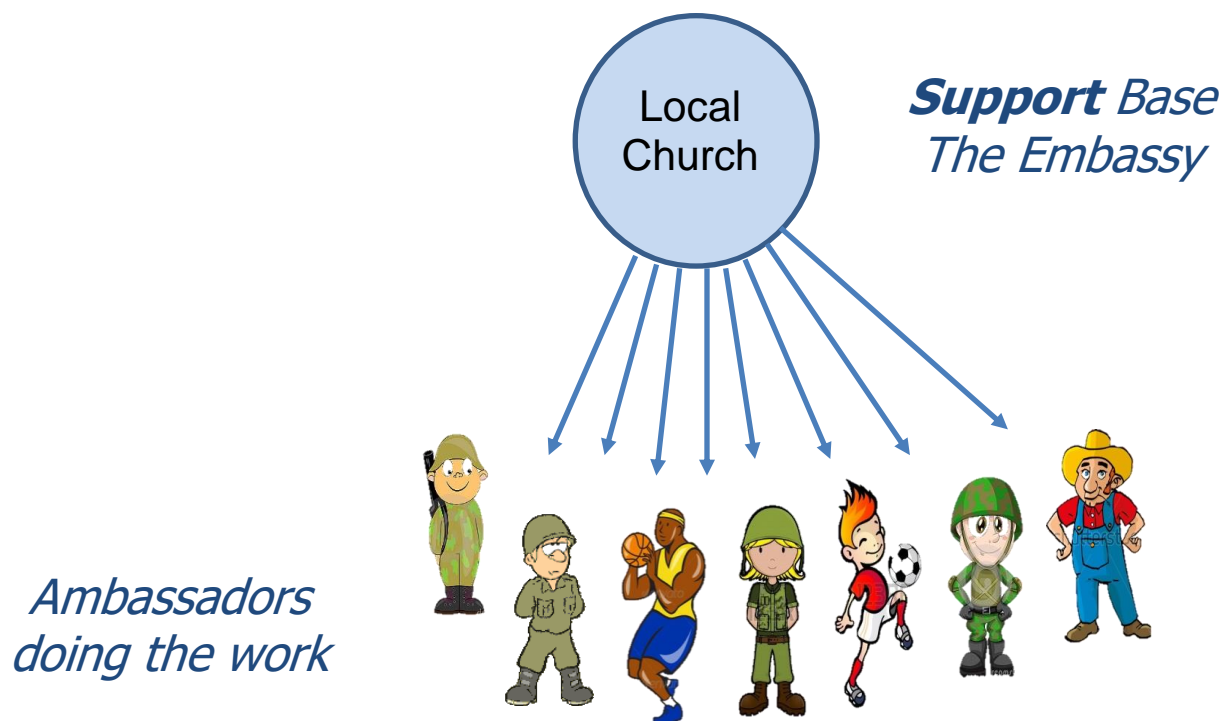 Local
Church
Support Base
The Embassy
Ambassadors
doing the work